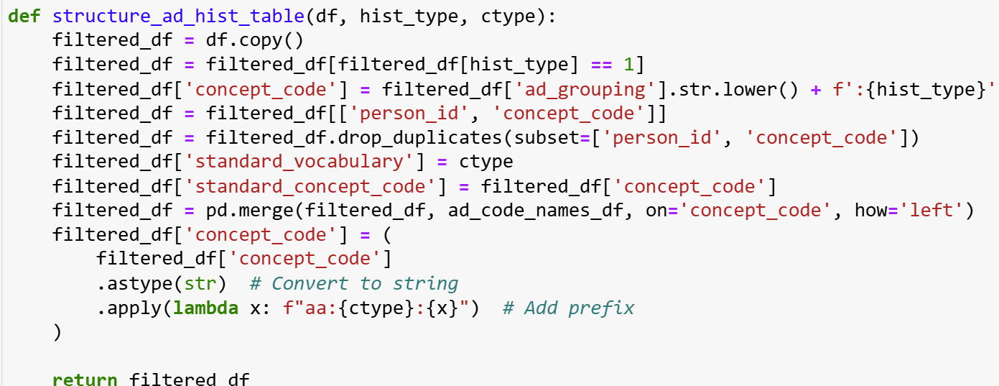 def structure_ad_hist_table(df, hist_type, ctype):
    filtered_df = df.copy()
    filtered_df = filtered_df[filtered_df[hist_type] == 1]
    filtered_df['concept_code'] = filtered_df['ad_grouping'].str.lower() + f':{hist_type}'
    filtered_df = filtered_df[['person_id', 'concept_code']]
    filtered_df = filtered_df.drop_duplicates(subset=['person_id', 'concept_code'])
    filtered_df['standard_vocabulary'] = ctype
    filtered_df['standard_concept_code'] = filtered_df['concept_code']
    filtered_df = pd.merge(filtered_df, ad_code_names_df, on='concept_code', how='left')
    filtered_df['concept_code'] = (
        filtered_df['concept_code']
        .astype(str)  # Convert to string
        .apply(lambda x: f"aa:{ctype}:{x}")  # Add prefix
    )
    return filtered_df